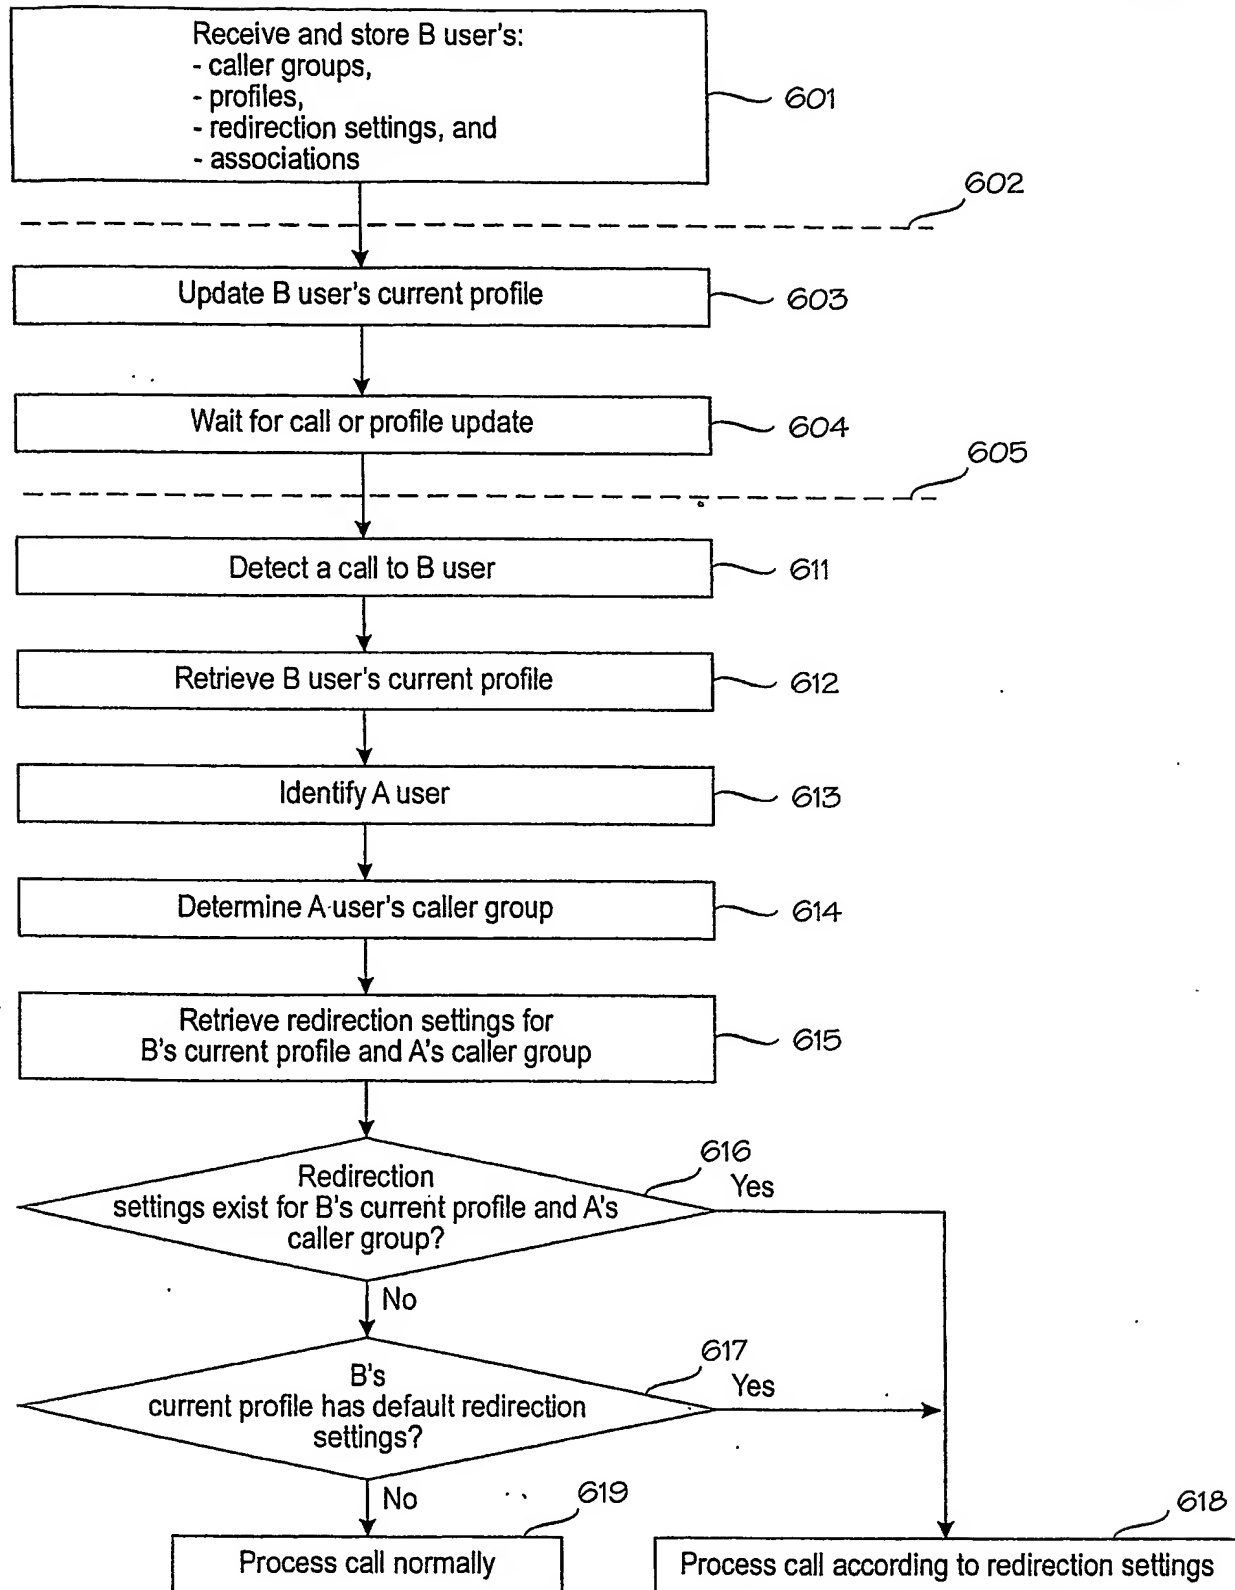 Receive and store B user's:
- caller groups,
- profiles,
- redirection settings, and
- associations
601
602
Update B user's current profile
603
Wait for call or profile update
604
605
Detect a call to B user
611
Retrieve B user's current profile
612
Identify A user
613
Determine A user's caller group
614
Retrieve redirection settings for
B's current profile and A's caller group
615
616
Redirection
settings exist for B's current profile and A's
caller group?
Yes
No
617
B's
current profile has default redirection
settings?
Yes
No
619
618
Process call normally
Process call according to redirection settings